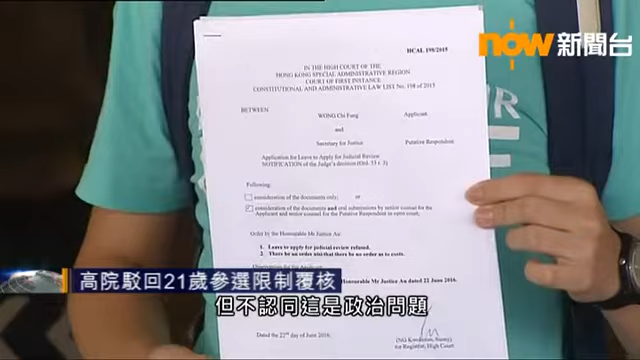 now 新聞台
HCAL 198/2015
IN THE HIGH COURT OF THE
HONG KONG SPECIAL ADMINISTRATIVE REGION
COURT OF FIRST INSTANCE
CONSTITUTIONAL AND ADMINISTRATIVE LAW LIST No. 198 of 2015
BETWEEN
WONG Chi Fung Applicant
and
Secretary for Justice Putative Respondent
Application for Leave to Apply for Judicial Review
NOTIFICATION of the Judge's decision (Ord. 53 r. 3)
Following:
consideration of the documents only; or
consideration of the documents and oral submissions by senior counsel for the
Applicant and senior counsel for the Putative Respondent in open court;
Order by the Honourable Mr Justice Au:
1. Leave to apply for judicial review refused.
2. There be an order nisi that there be no order as to costs.
Honourable Mr Justice Au dated 22 June 2016.
高院駁回21歲參選限制覆核
但不認同這是政治問題
Dated the 22nd day of June 2016.
for Registrar, High Court